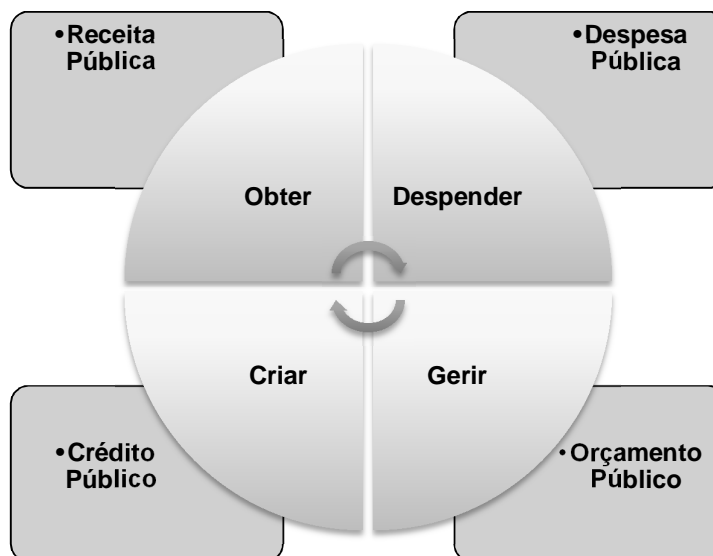 •Receita
Pública
•Despesa
Pública
Obter
Despender
Criar
Gerir
•Crédito
Público
•Orçamento
Público